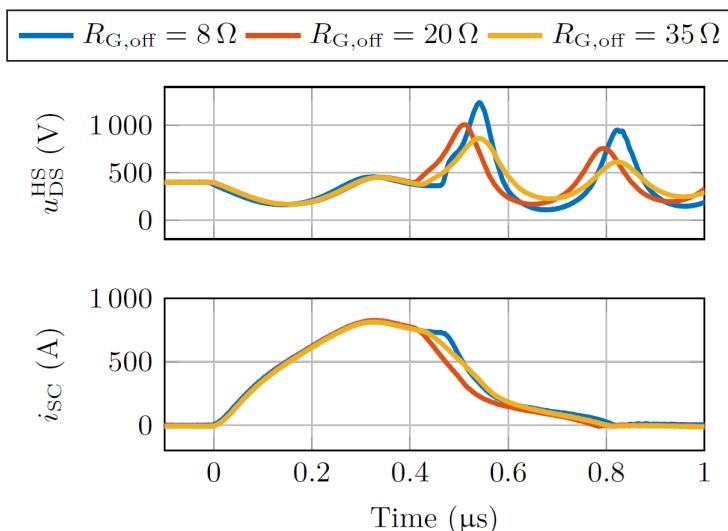 R_G,off = 8 Ω R_G,off = 20 Ω R_G,off = 35 Ω
1 000
500
0
u_DS^HS (V)
1 000
500
0
i_SC (A)
0 0.2 0.4 0.6 0.8 1
Time (µs)